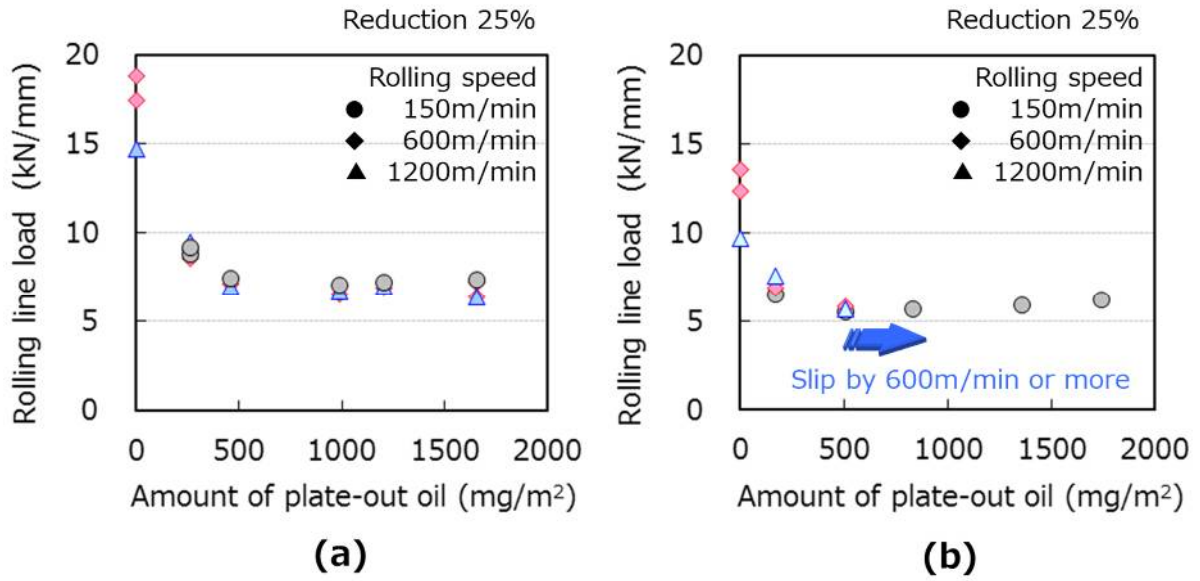 Reduction 25%
20
15
10
5
0
Rolling line load (kN/mm)
Rolling speed
150m/min
600m/min
1200m/min
0 500 1000 1500 2000
Amount of plate-out oil (mg/m²)
(a)
Reduction 25%
20
15
10
5
0
Rolling line load (kN/mm)
Rolling speed
150m/min
600m/min
1200m/min
Slip by 600m/min or more
0 500 1000 1500 2000
Amount of plate-out oil (mg/m²)
(b)